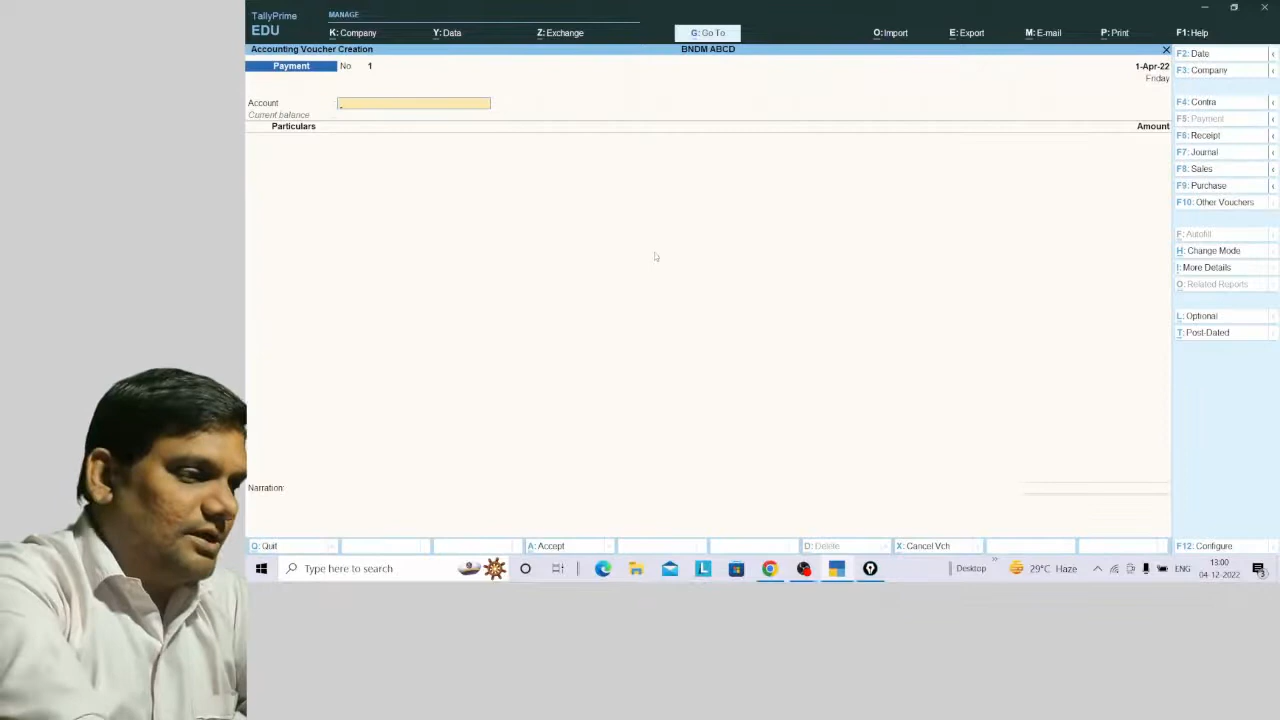 TallyPrime
EDU
MANAGE
K: Company
Y: Data
Z: Exchange
G: Go To
O: Import
E: Export
M: E-mail
P: Print
F1: Help
Accounting Voucher Creation
BNDM ABCD
Payment No 1
1-Apr-22
Friday
Account
Current balance
Particulars
Amount
Narration:
F2: Date
F3: Company
F4: Contra
F5: Payment
F6: Receipt
F7: Journal
F8: Sales
F9: Purchase
F10: Other Vouchers
F: Autofill
H: Change Mode
I: More Details
O: Related Reports
L: Optional
T: Post-Dated
Q: Quit
A: Accept
D: Delete
X: Cancel Vch
F12: Configure
Type here to search
L
Desktop
29°C Haze
ENG
13:00
04-12-2022
3